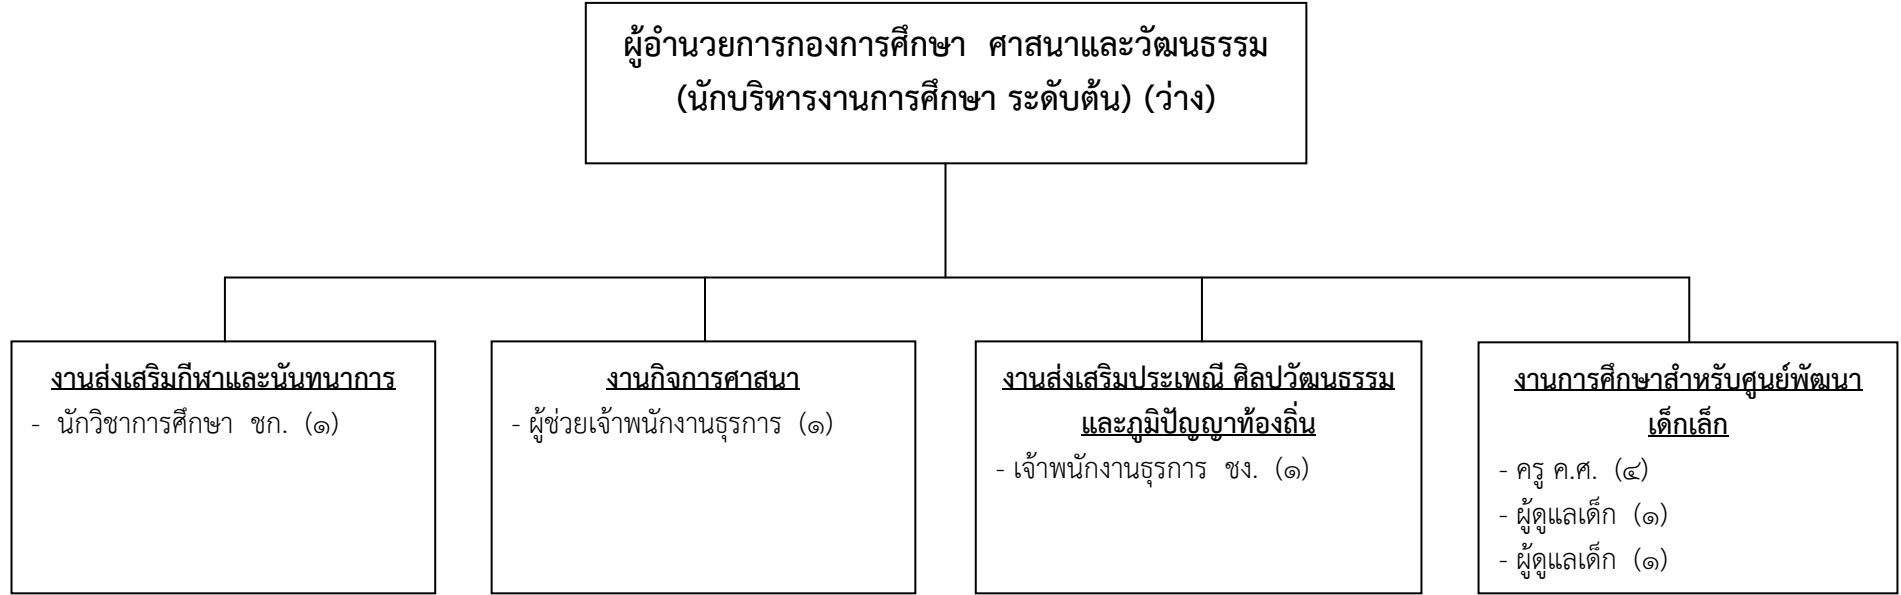 ผู้อำนวยการกองการศึกษา ศาสนาและวัฒนธรรม
(นักบริหารงานการศึกษา ระดับต้น) (ว่าง)
งานส่งเสริมกีฬาและนันทนาการ
- นักวิชาการศึกษา ชก. (๑)
งานกิจการศาสนา
- ผู้ช่วยเจ้าพนักงานธุรการ (๑)
งานส่งเสริมประเพณี ศิลปวัฒนธรรม
และภูมิปัญญาท้องถิ่น
- เจ้าพนักงานธุรการ ชง. (๑)
งานการศึกษาสำหรับศูนย์พัฒนา
เด็กเล็ก
- ครู ค.ศ. (๔)
- ผู้ดูแลเด็ก (๑)
- ผู้ดูแลเด็ก (๑)